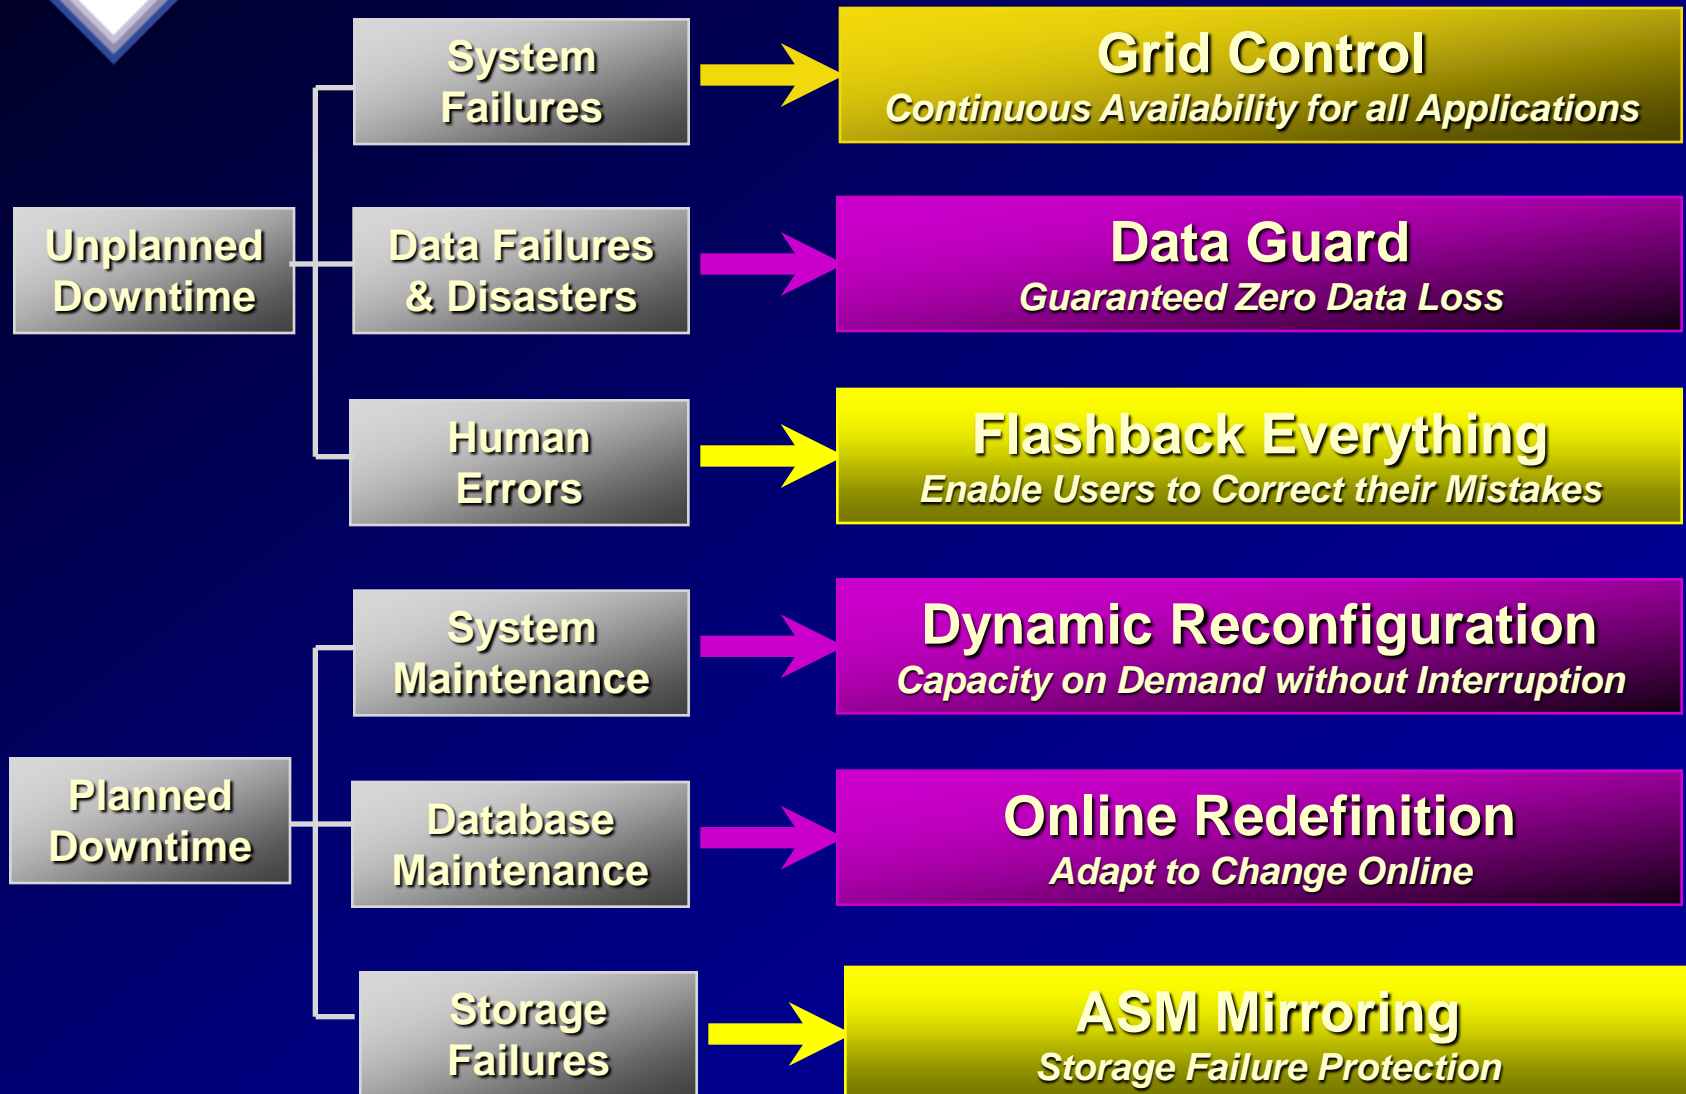 System
Failures
Grid Control
Continuous Availability for all Applications
Unplanned
Downtime
Data Failures
& Disasters
Data Guard
Guaranteed Zero Data Loss
Human
Errors
Flashback Everything
Enable Users to Correct their Mistakes
System
Maintenance
Dynamic Reconfiguration
Capacity on Demand without Interruption
Planned
Downtime
Database
Maintenance
Online Redefinition
Adapt to Change Online
Storage
Failures
ASM Mirroring
Storage Failure Protection